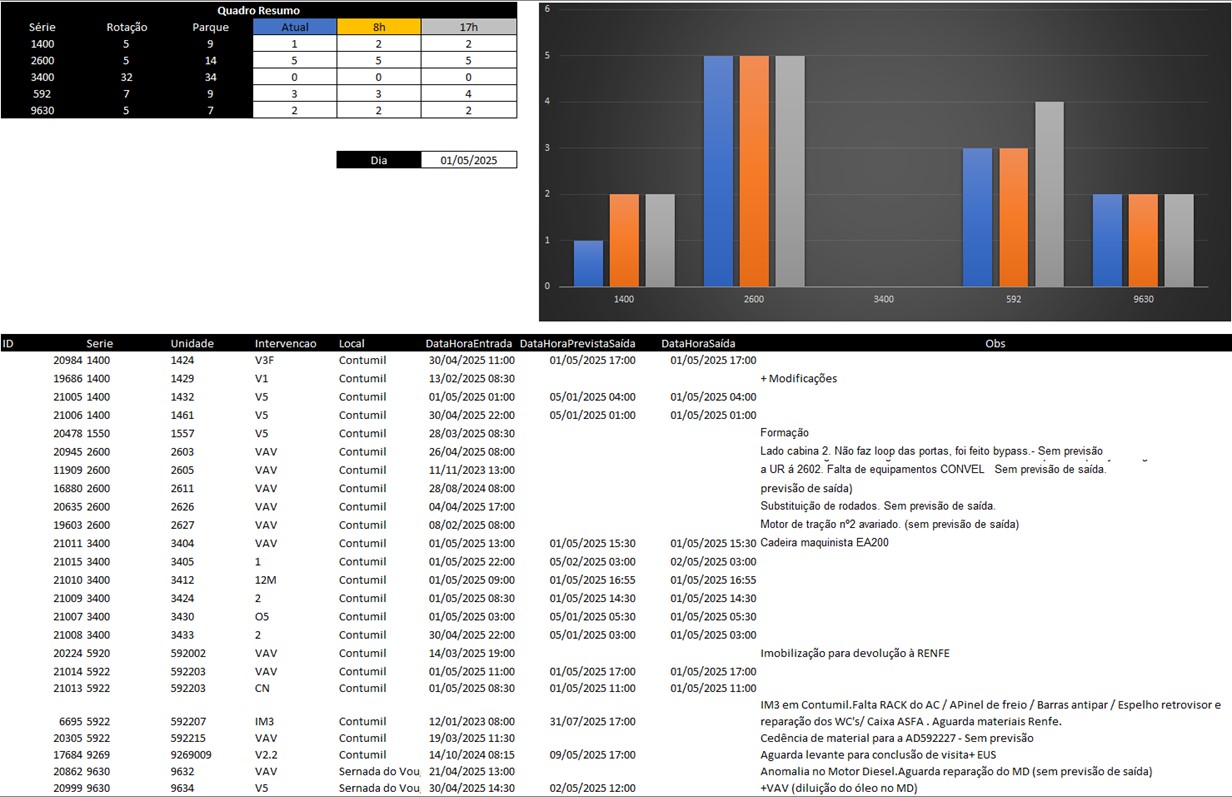 Quadro Resumo
Série Rotação Parque Atual 8h 17h
1400 5 9 1 2 2
2600 5 14 5 5 5
3400 32 34 0 0 0
592 7 9 3 3 4
9630 5 7 2 2 2
Dia 01/05/2025
6
5
4
3
2
1
0
1400 2600 3400 592 9630
ID Serie Unidade Intervencao Local DataHoraEntrada DataHoraPrevistaSaída DataHoraSaída Obs
20984 1400 1424 V3F Contumil 30/04/2025 11:00 01/05/2025 17:00 01/05/2025 17:00
19686 1400 1429 V1 Contumil 13/02/2025 08:30 + Modificações
21005 1400 1432 V5 Contumil 01/05/2025 01:00 05/01/2025 04:00 01/05/2025 04:00
21006 1400 1461 V5 Contumil 30/04/2025 22:00 05/01/2025 01:00 01/05/2025 01:00
20478 1550 1557 V5 Contumil 28/03/2025 08:30 Formação
20945 2600 2603 VAV Contumil 26/04/2025 08:00 Lado cabina 2. Não faz loop das portas, foi feito bypass.- Sem previsão
11909 2600 2605 VAV Contumil 11/11/2023 13:00 a UR á 2602. Falta de equipamentos CONVEL Sem previsão de saída.
16880 2600 2611 VAV Contumil 28/08/2024 08:00 previsão de saída)
20635 2600 2626 VAV Contumil 04/04/2025 17:00 Substituição de rodados. Sem previsão de saída.
19603 2600 2627 VAV Contumil 08/02/2025 08:00 Motor de tração nº2 avariado. (sem previsão de saída)
21011 3400 3404 VAV Contumil 01/05/2025 13:00 01/05/2025 15:30 01/05/2025 15:30 Cadeira maquinista EA200
21015 3400 3405 1 Contumil 01/05/2025 22:00 05/02/2025 03:00 02/05/2025 03:00
21010 3400 3412 12M Contumil 01/05/2025 09:00 01/05/2025 16:55 01/05/2025 16:55
21009 3400 3424 2 Contumil 01/05/2025 08:30 01/05/2025 14:30 01/05/2025 14:30
21007 3400 3430 O5 Contumil 01/05/2025 03:00 05/01/2025 05:30 01/05/2025 05:30
21008 3400 3433 2 Contumil 30/04/2025 22:00 05/01/2025 03:00 01/05/2025 03:00
20224 5920 592002 VAV Contumil 14/03/2025 19:00 Imobilização para devolução à RENFE
21014 5922 592203 VAV Contumil 01/05/2025 11:00 01/05/2025 17:00 01/05/2025 17:00
21013 5922 592203 CN Contumil 01/05/2025 08:30 01/05/2025 11:00 01/05/2025 11:00
IM3 em Contumil.Falta RACK do AC / APinel de freio / Barras antipar / Espelho retrovisor e
6695 5922 592207 IM3 Contumil 12/01/2023 08:00 31/07/2025 17:00 reparação dos WC's/ Caixa ASFA . Aguarda materiais Renfe.
20305 5922 592215 VAV Contumil 19/03/2025 11:30 Cedência de material para a AD592227 - Sem previsão
17684 9269 9269009 V2.2 Contumil 14/10/2024 08:15 09/05/2025 17:00 Aguarda levante para conclusão de visita+ EUS
20862 9630 9632 VAV Sernada do Vou 21/04/2025 13:00 Anomalia no Motor Diesel.Aguarda reparação do MD (sem previsão de saída)
20999 9630 9634 V5 Sernada do Vou 30/04/2025 14:30 02/05/2025 12:00 +VAV (diluição do óleo no MD)